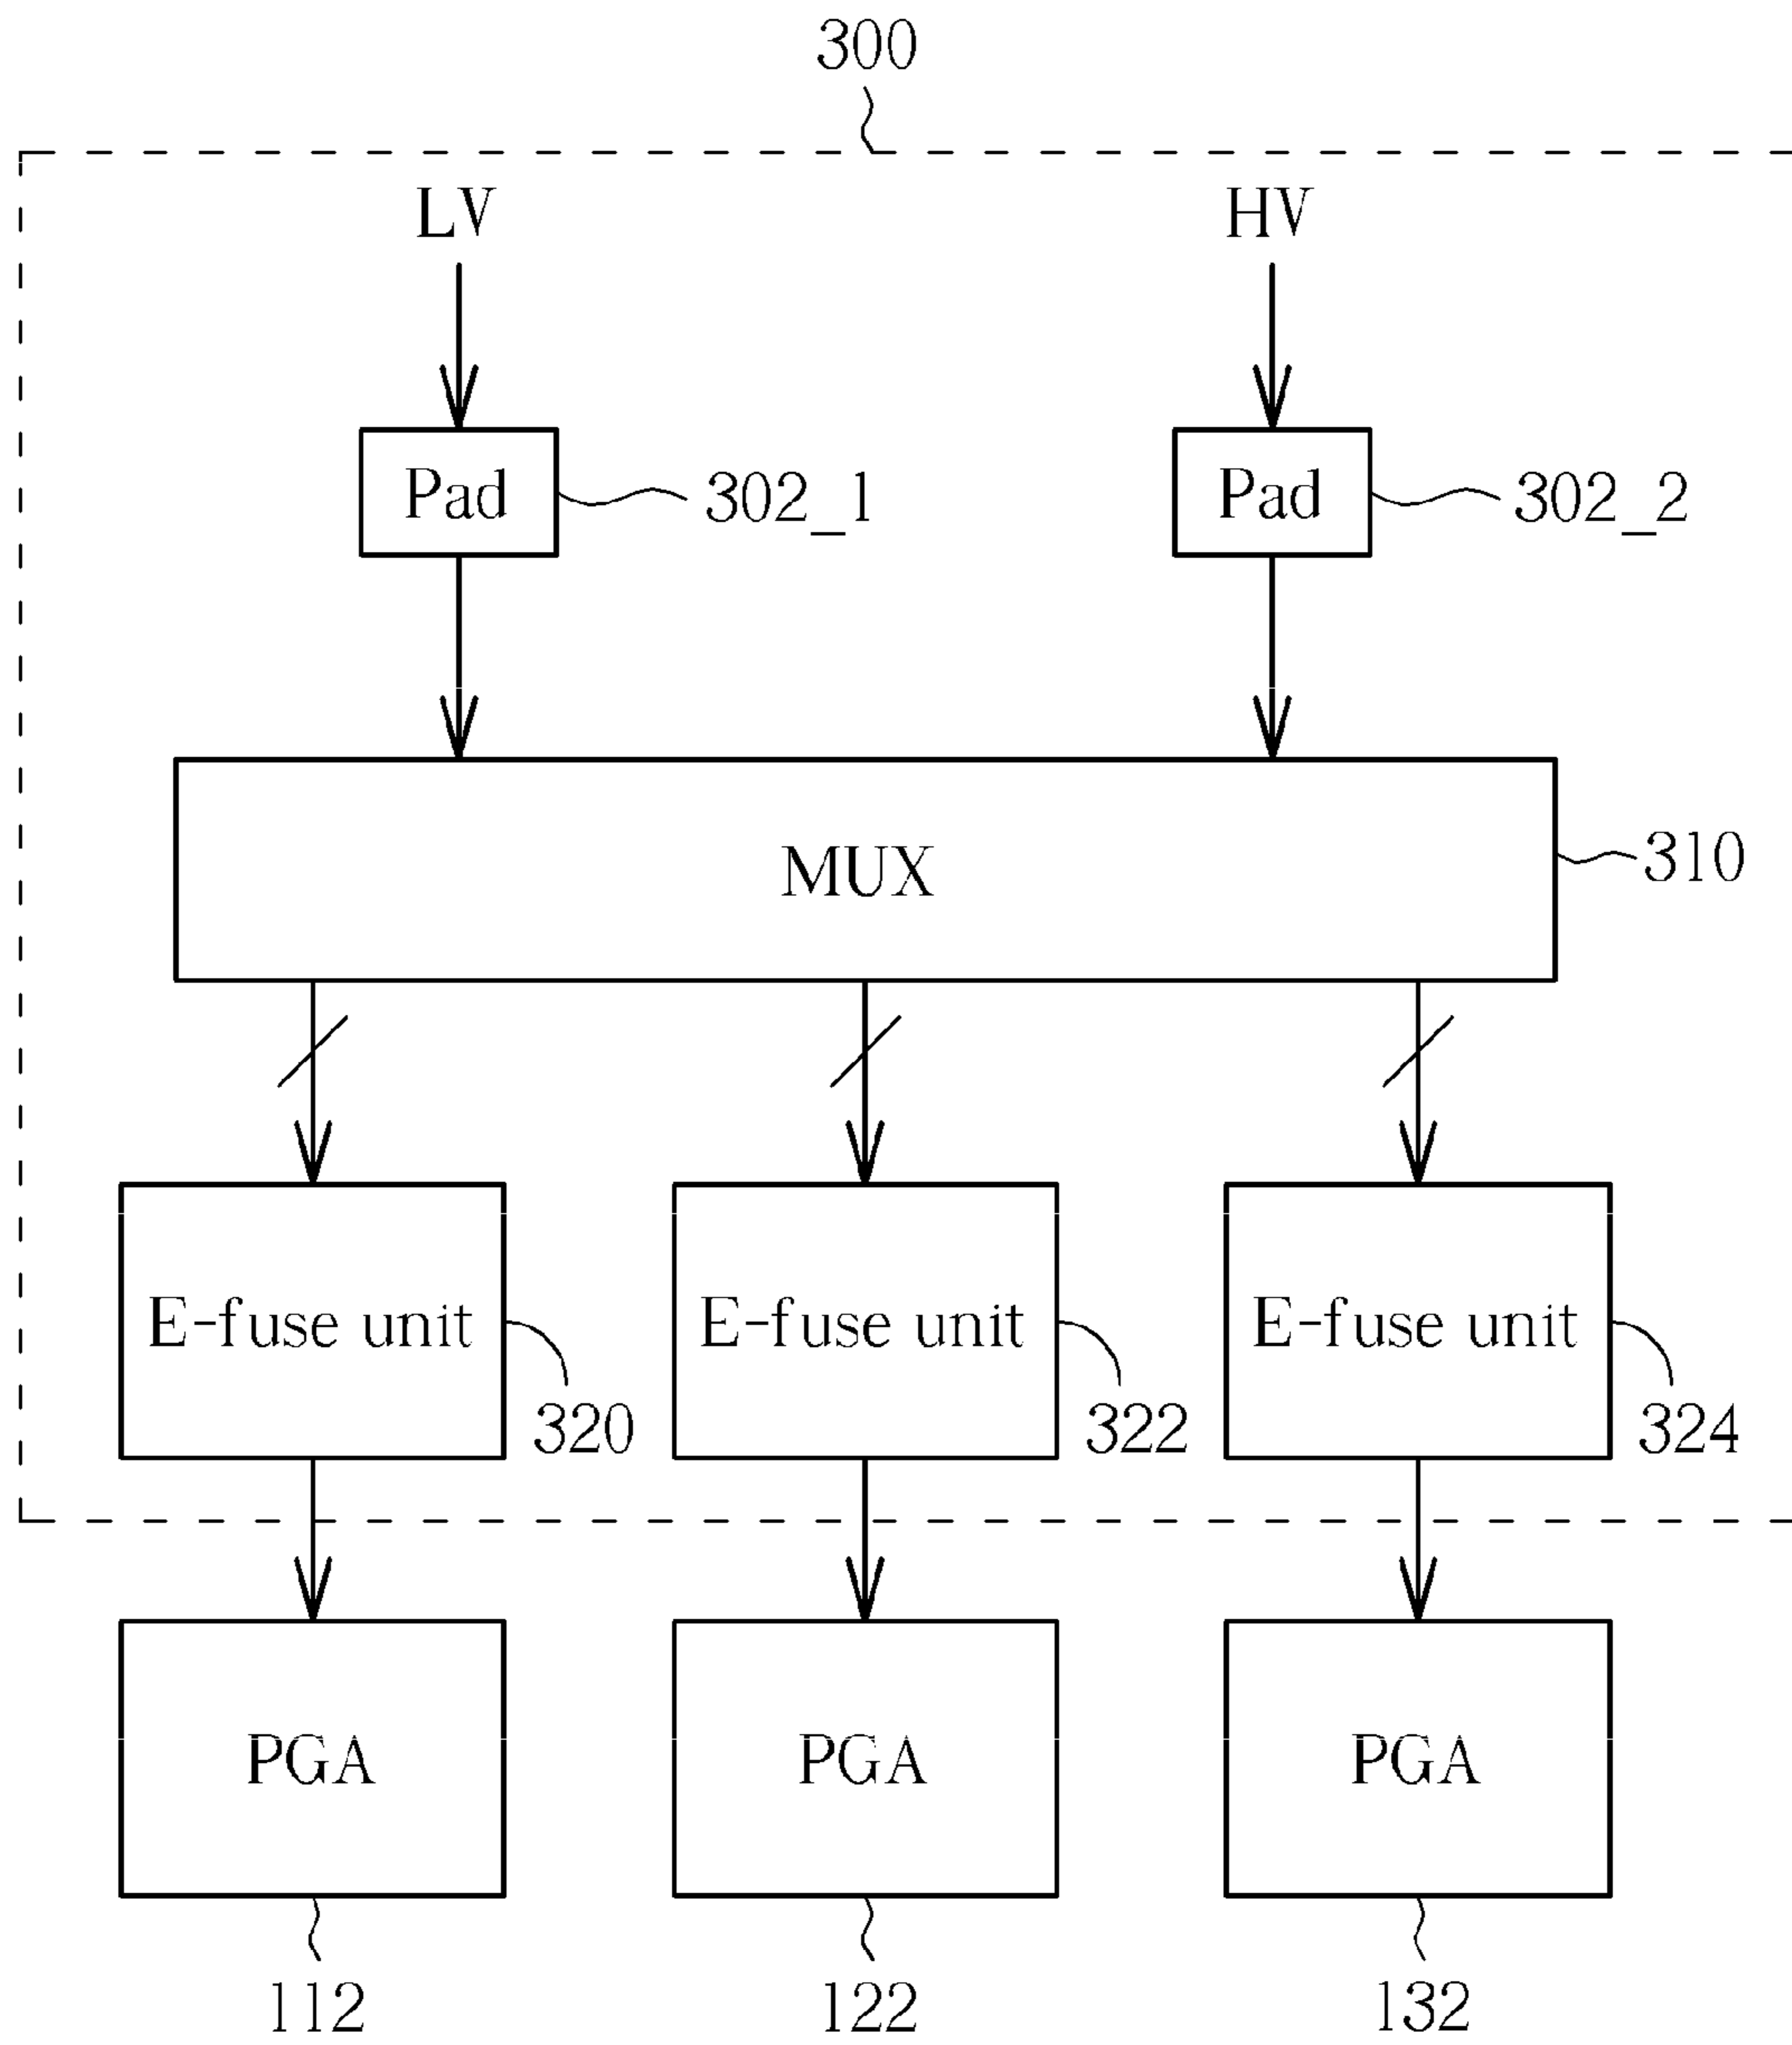 300
LV HV
Pad 302_1 Pad 302_2
MUX 310
E-fuse unit E-fuse unit E-fuse unit
320 322 324
PGA PGA PGA
112 122 132